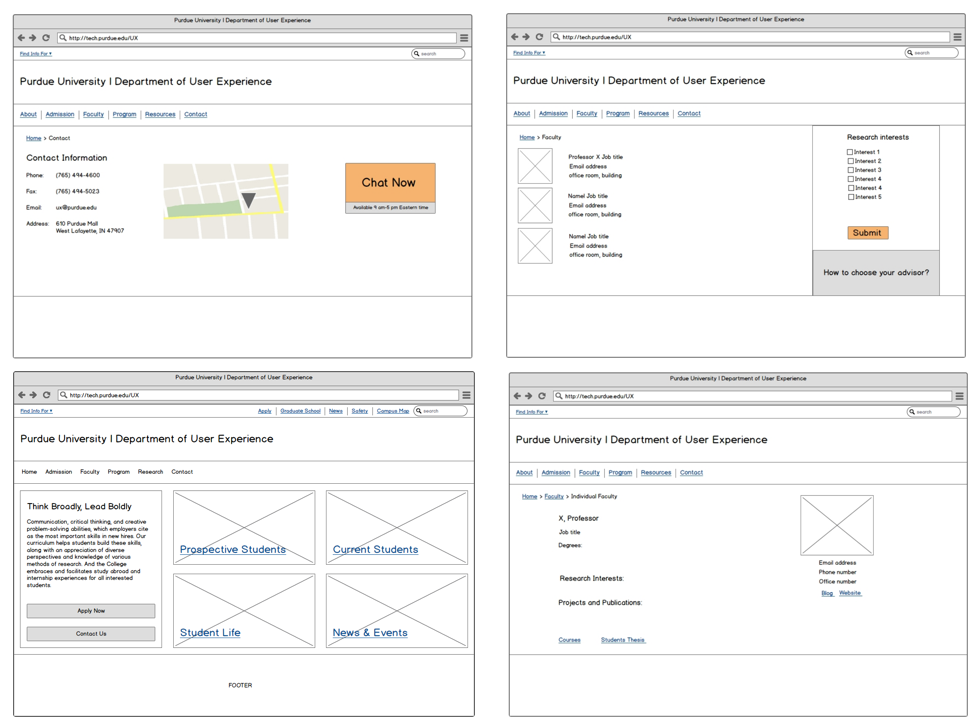 Purdue University | Department of User Experience
http://tech.purdue.edu/UX
Find Info For ▾
search
Purdue University | Department of User Experience
About | Admission | Faculty | Program | Resources | Contact
Home > Contact
Contact Information
Phone: (765) 494-4600
Fax: (765) 494-5023
Email: ux@purdue.edu
Address: 610 Purdue Mall
West Lafayette, IN 47907
Chat Now
Available 9 am-5 pm Eastern time
Purdue University | Department of User Experience
http://tech.purdue.edu/UX
Find Info For ▾
search
Purdue University | Department of User Experience
About | Admission | Faculty | Program | Resources | Contact
Home > Faculty
Professor X Job title
Email address
office room, building
Name| Job title
Email address
office room, building
Name| Job title
Email address
office room, building
Research interests
Interest 1
Interest 2
Interest 3
Interest 4
Interest 4
Interest 5
Submit
How to choose your advisor?
Purdue University | Department of User Experience
http://tech.purdue.edu/UX
Find Info For ▾
Apply | Graduate School | News | Safety | Campus Map
search
Purdue University | Department of User Experience
Home Admission Faculty Program Research Contact
Think Broadly, Lead Boldly
Communication, critical thinking, and creative
problem-solving abilities, which employers cite
as the most important skills in new hires. Our
curriculum helps students build these skills,
along with an appreciation of diverse
perspectives and knowledge of various
methods of research. And the College
embraces and facilitates study abroad and
internship experiences for all interested
students.
Apply Now
Contact Us
Prospective Students
Current Students
Student Life
News & Events
FOOTER
Purdue University | Department of User Experience
http://tech.purdue.edu/UX
Find Info For ▾
search
Purdue University | Department of User Experience
About | Admission | Faculty | Program | Resources | Contact
Home > Faculty > Individual Faculty
X, Professor
Job title
Degrees:
Research Interests:
Projects and Publications:
Courses
Students Thesis
Email address
Phone number
Office number
Blog Website